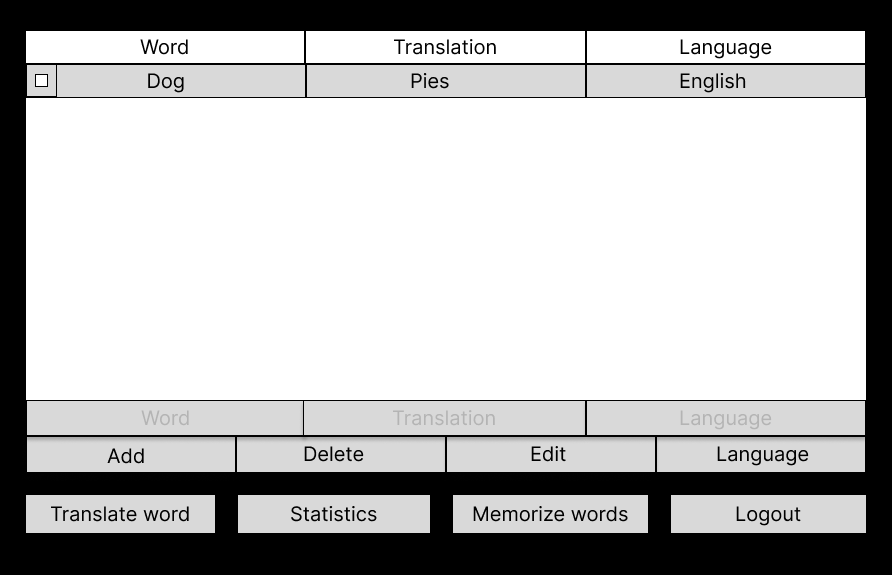 Word Translation Language
Dog Pies English
Word Translation Language
Add Delete Edit Language
Translate word Statistics Memorize words Logout